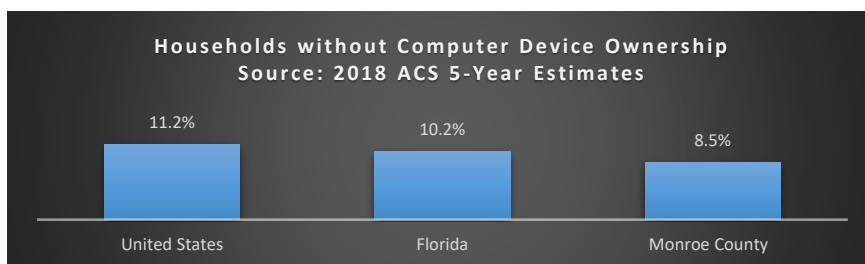 Households without Computer Device Ownership
Source: 2018 ACS 5-Year Estimates
11.2%
10.2%
8.5%
United States
Florida
Monroe County